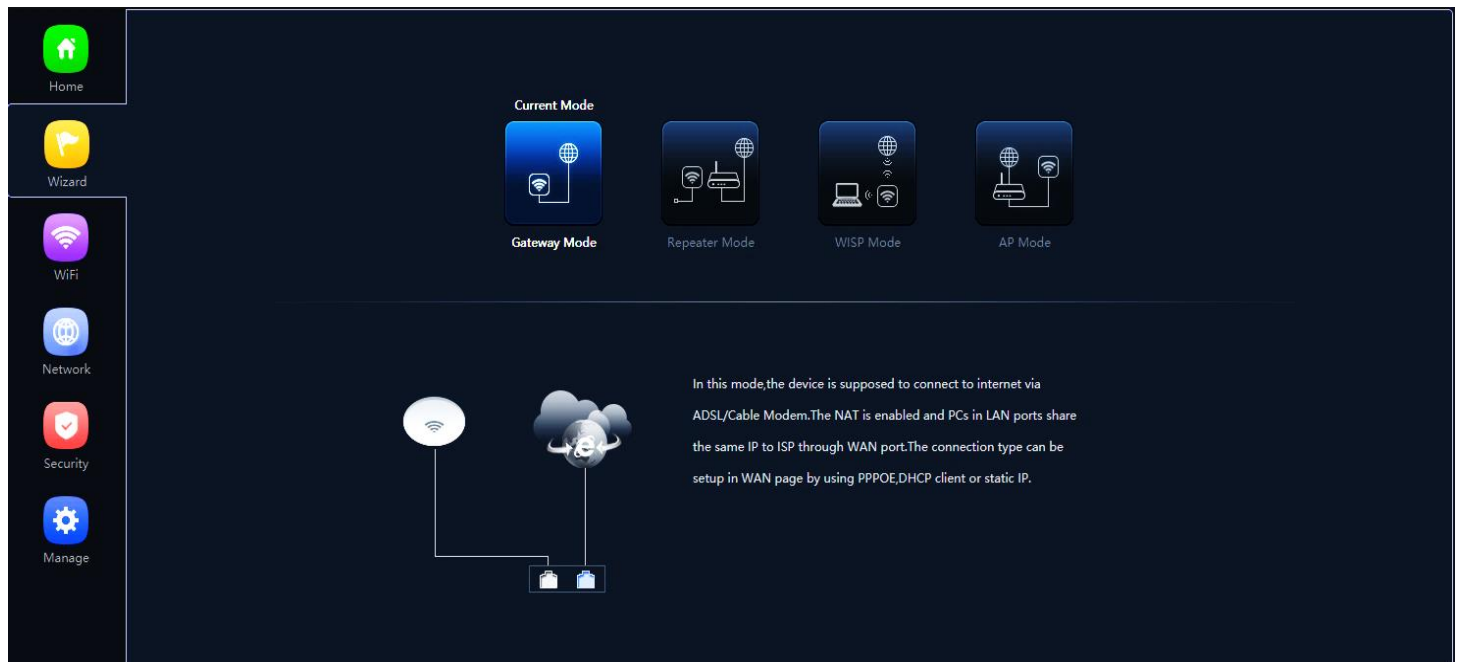 Home
Wizard
WiFi
Network
Security
Manage
Current Mode
Gateway Mode
Repeater Mode
WISP Mode
AP Mode
In this mode,the device is supposed to connect to internet via
ADSL/Cable Modem.The NAT is enabled and PCs in LAN ports share
the same IP to ISP through WAN port.The connection type can be
setup in WAN page by using PPPOE,DHCP client or static IP.